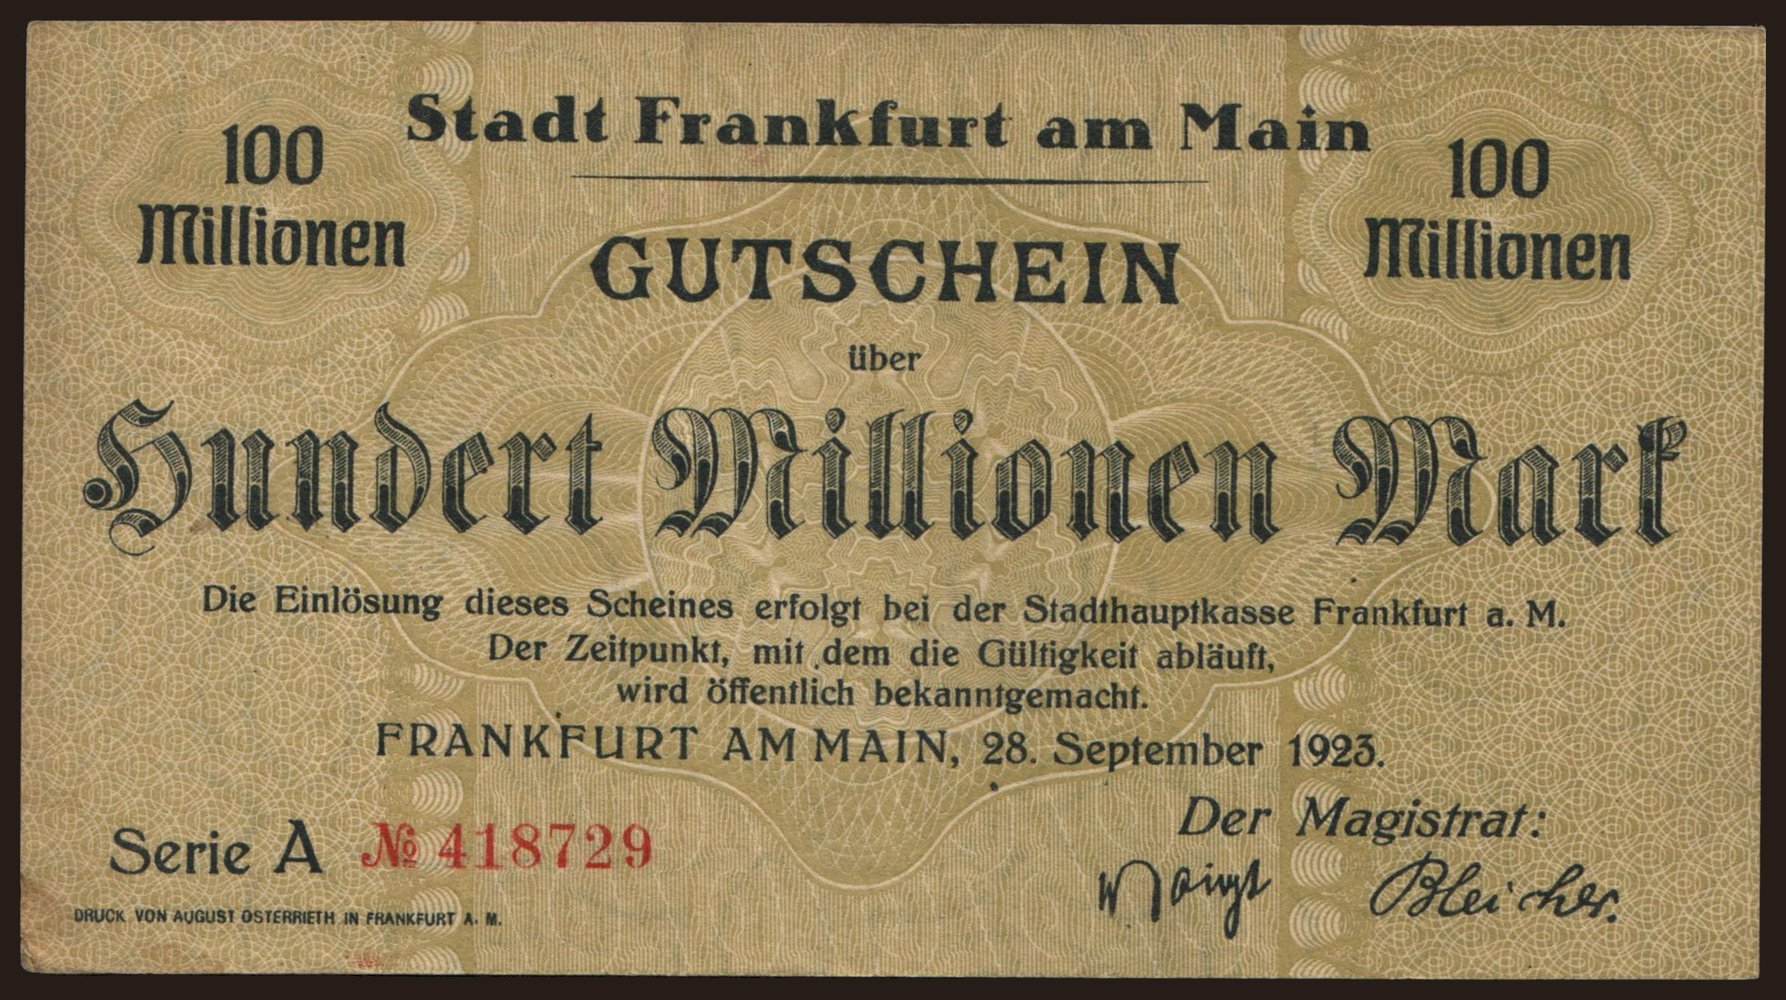 Stadt Frankfurt am Main
100
Millionen
100
Millionen
GUTSCHEIN
über
Hundert Millionen Mark
Die Einlösung dieses Scheines erfolgt bei der Stadthauptkasse Frankfurt a. M.
Der Zeitpunkt, mit dem die Gültigkeit abläuft,
wird öffentlich bekanntgemacht.
FRANKFURT AM MAIN, 28. September 1923.
Der Magistrat:
Serie A № 418729
Voigt Bleicher.
DRUCK VON AUGUST OSTERRIETH IN FRANKFURT A. M.